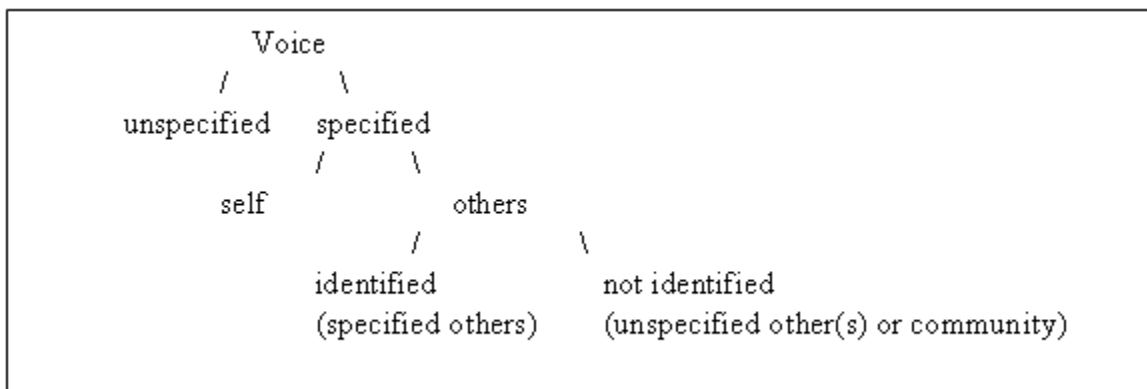 Voice
/ \
unspecified specified
/ \
self others
/ \
identified not identified
(specified others) (unspecified other(s) or community)